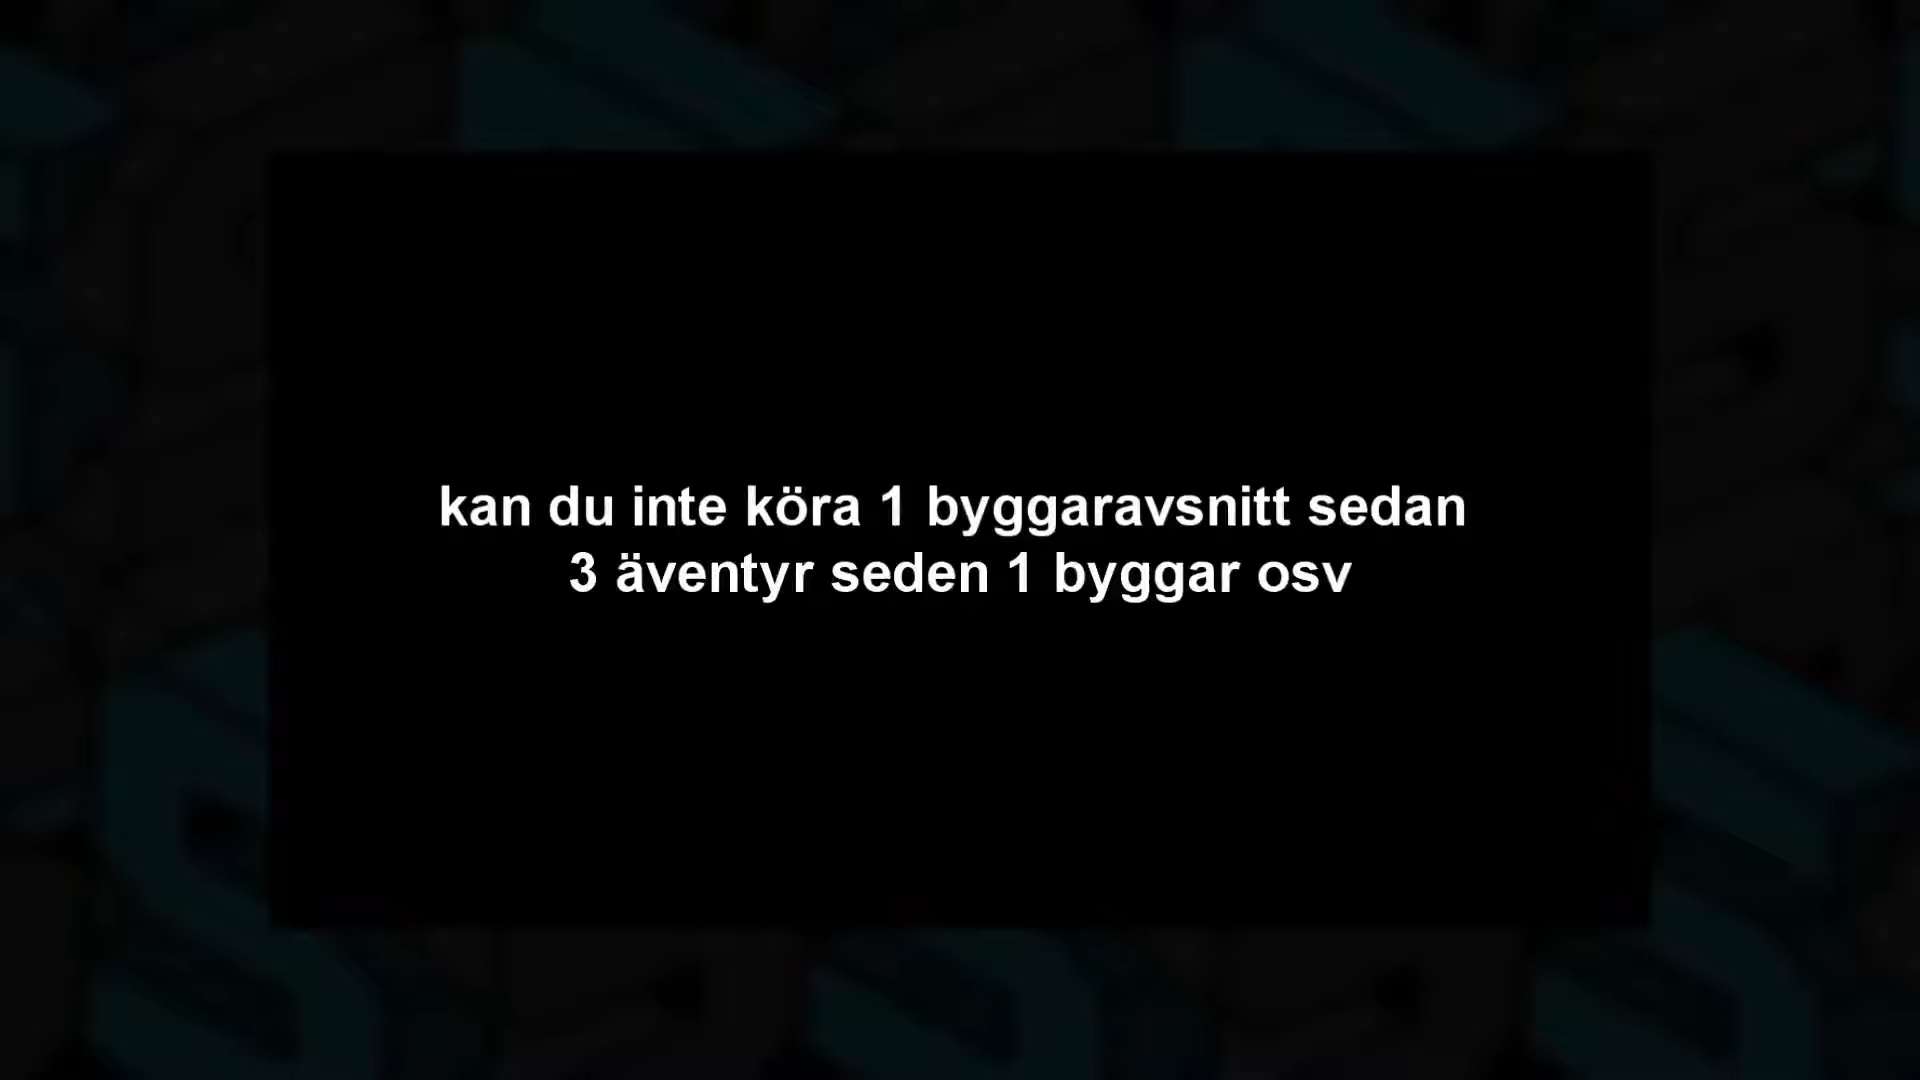 kan du inte köra 1 byggaravsnitt sedan
3 äventyr seden 1 byggar osv